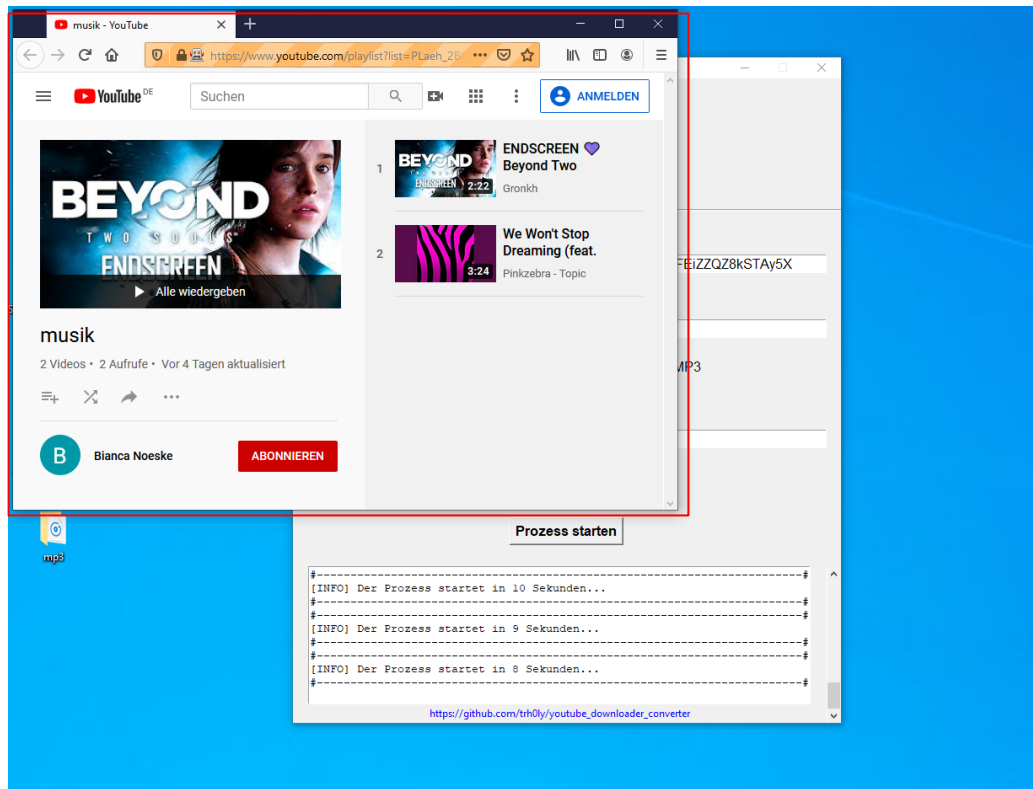 musik - YouTube
https://www.youtube.com/playlist?list=PLaeh_2B
YouTube DE
Suchen
ANMELDEN
BEYOND
TWO SOULS
ENDSCREEN
Alle wiedergeben
musik
2 Videos • 2 Aufrufe • Vor 4 Tagen aktualisiert
B
Bianca Noeske
ABONNIEREN
1
BEYOND
ENDSCREEN
2:22
ENDSCREEN 💜
Beyond Two
Gronkh
2
3:24
We Won't Stop
Dreaming (feat.
Pinkzebra - Topic
FEiZZQZ8kSTAy5X
MP3
mp3
Prozess starten
#------------------------------------------------------------------#
[INFO] Der Prozess startet in 10 Sekunden...
#------------------------------------------------------------------#
#------------------------------------------------------------------#
[INFO] Der Prozess startet in 9 Sekunden...
#------------------------------------------------------------------#
#------------------------------------------------------------------#
[INFO] Der Prozess startet in 8 Sekunden...
#------------------------------------------------------------------#
https://github.com/trh0ly/youtube_downloader_converter